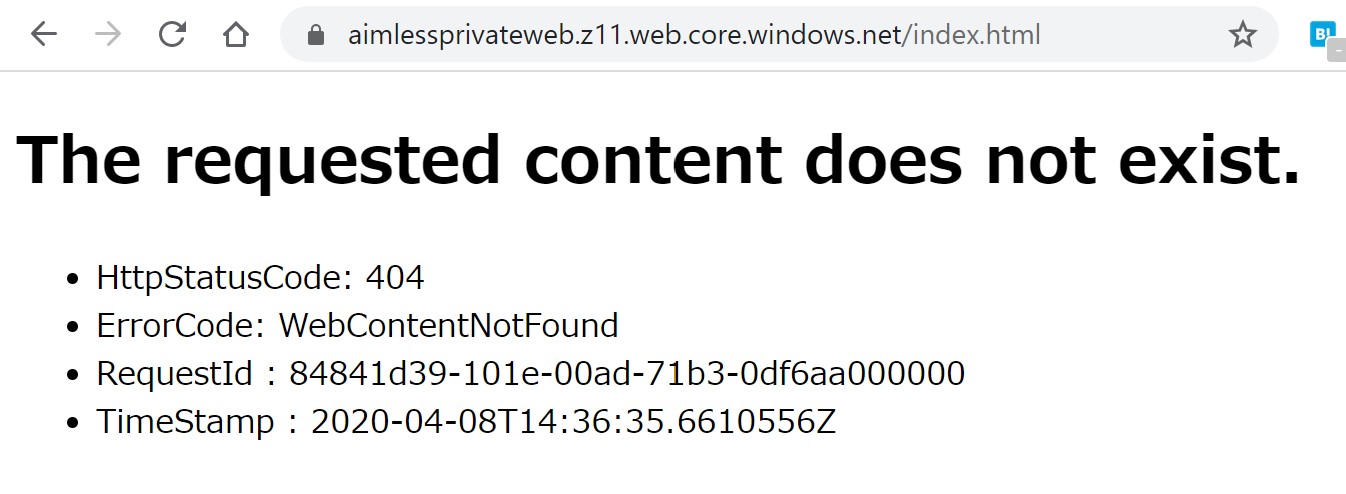 aimlessprivateweb.z11.web.core.windows.net/index.html
B!
The requested content does not exist.
HttpStatusCode: 404
ErrorCode: WebContentNotFound
RequestId : 84841d39-101e-00ad-71b3-0df6aa000000
TimeStamp : 2020-04-08T14:36:35.6610556Z